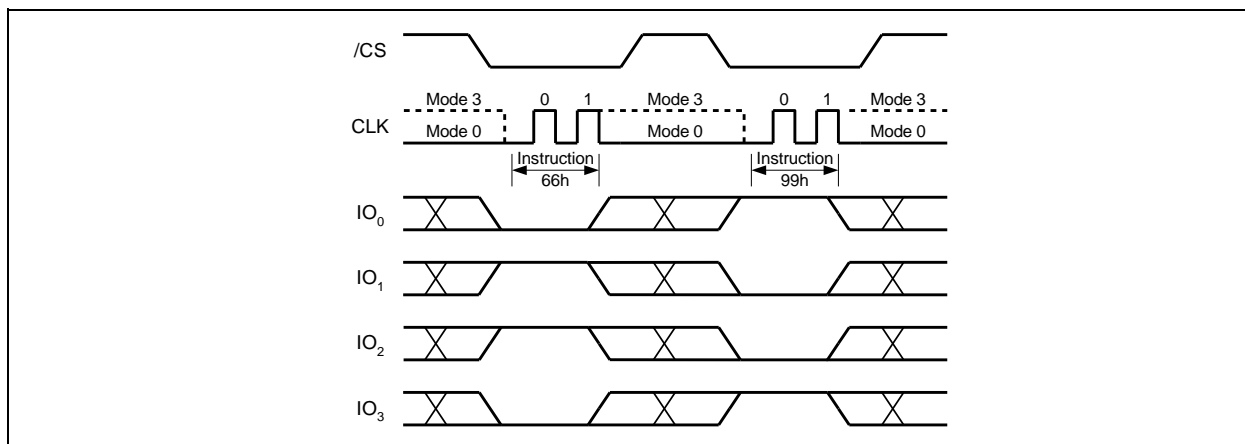 /CS
Mode 3 0 1 Mode 3 0 1 Mode 3
CLK Mode 0 Mode 0 Mode 0
Instruction Instruction
66h 99h
IO0
IO1
IO2
IO3